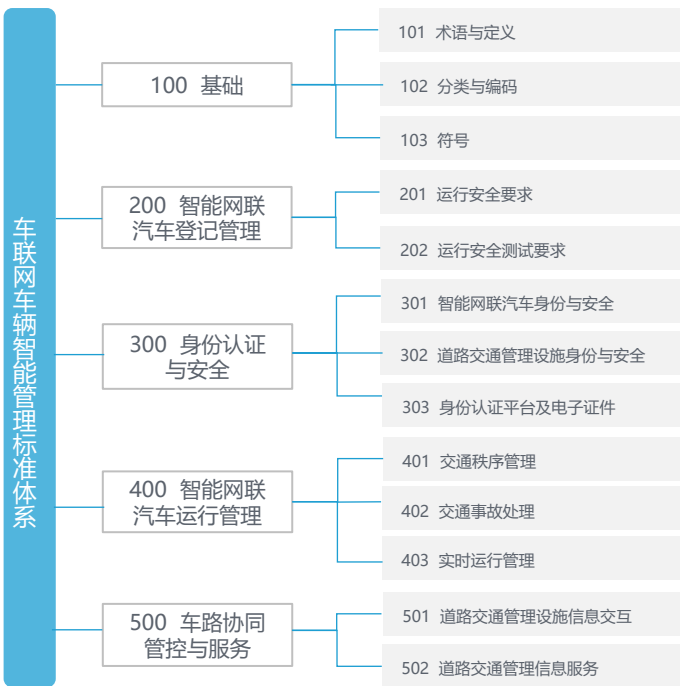 车联网车辆智能管理标准体系
100 基础
101 术语与定义
102 分类与编码
103 符号
200 智能网联
汽车登记管理
201 运行安全要求
202 运行安全测试要求
300 身份认证
与安全
301 智能网联汽车身份与安全
302 道路交通管理设施身份与安全
303 身份认证平台及电子证件
400 智能网联
汽车运行管理
401 交通秩序管理
402 交通事故处理
403 实时运行管理
500 车路协同
管控与服务
501 道路交通管理设施信息交互
502 道路交通管理信息服务